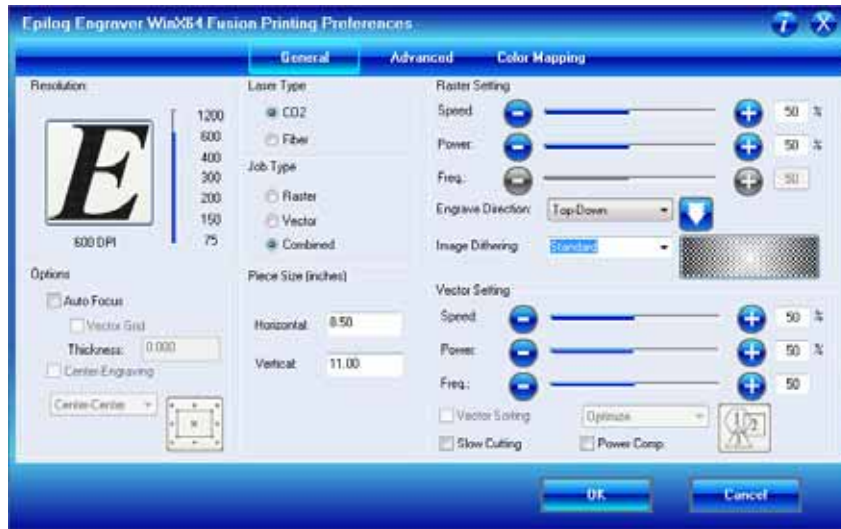 Epilog Engraver WinX64 Fusion Printing Preferences
i X
General Advanced Color Mapping
Resolution
E
1200
600
400
300
200
150
75
600 DPI
Options
Auto Focus
Vector Grid
Thickness: 0.000
Center-Engraving
Center-Center
Laser Type
CO2
Fiber
Job Type
Raster
Vector
Combined
Piece Size (inches)
Horizontal: 8.50
Vertical: 11.00
Raster Setting
Speed: 50 %
Power: 50 %
Freq.: 50
Engrave Direction: Top-Down
Image Dithering: Standard
Vector Setting
Speed: 50 %
Power: 50 %
Freq.: 50
Vector Sorting Optimize 1 2
Slow Cutting Power Comp.
OK Cancel